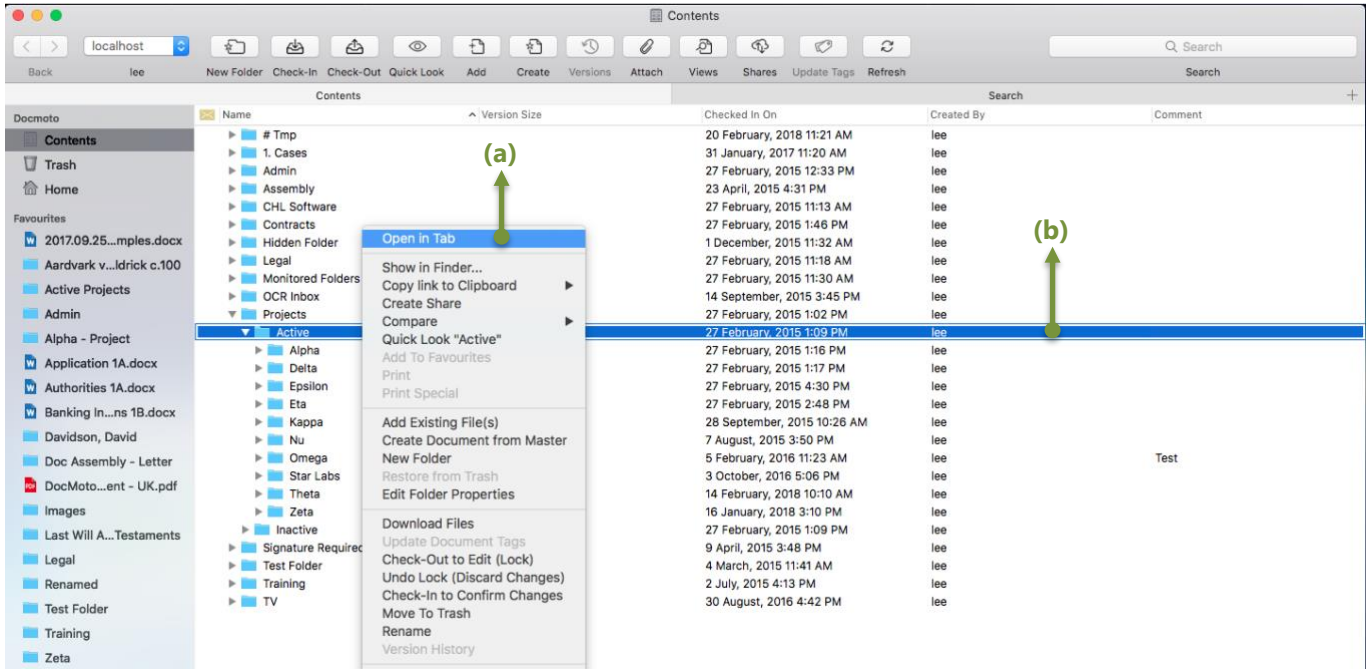 Contents
localhost
Search
Back lee New Folder Check-In Check-Out Quick Look Add Create Versions Attach Views Shares Update Tags Refresh Search
Contents Search +
Docmoto
Contents
Trash
Home
Favourites
2017.09.25...mples.docx
Aardvark v...ldrick c.100
Active Projects
Admin
Alpha - Project
Application 1A.docx
Authorities 1A.docx
Banking In...ns 1B.docx
Davidson, David
Doc Assembly - Letter
DocMoto...ent - UK.pdf
Images
Last Will A...Testaments
Legal
Renamed
Test Folder
Training
Zeta
Name Version Size Checked In On Created By Comment
# Tmp 20 February, 2018 11:21 AM lee
1. Cases 31 January, 2017 11:20 AM lee
Admin 27 February, 2015 12:33 PM lee
Assembly 23 April, 2015 4:31 PM lee
CHL Software 27 February, 2015 11:13 AM lee
Contracts 27 February, 2015 1:46 PM lee
Hidden Folder 1 December, 2015 11:32 AM lee
Legal 27 February, 2015 11:18 AM lee
Monitored Folders 27 February, 2015 11:30 AM lee
OCR Inbox 14 September, 2015 3:45 PM lee
Projects 27 February, 2015 1:02 PM lee
Active 27 February, 2015 1:09 PM lee
Alpha 27 February, 2015 1:16 PM lee
Delta 27 February, 2015 1:17 PM lee
Epsilon 27 February, 2015 4:30 PM lee
Eta 27 February, 2015 2:48 PM lee
Kappa 28 September, 2015 10:26 AM lee
Nu 7 August, 2015 3:50 PM lee
Omega 5 February, 2016 11:23 AM lee Test
Star Labs 3 October, 2016 5:06 PM lee
Theta 14 February, 2018 10:10 AM lee
Zeta 16 January, 2018 3:10 PM lee
Inactive 27 February, 2015 1:09 PM lee
Signature Required 9 April, 2015 3:48 PM lee
Test Folder 4 March, 2015 11:41 AM lee
Training 2 July, 2015 4:13 PM lee
TV 30 August, 2016 4:42 PM lee
(a)
(b)
Open in Tab
Show in Finder...
Copy link to Clipboard
Create Share
Compare
Quick Look "Active"
Add To Favourites
Print
Print Special
Add Existing File(s)
Create Document from Master
New Folder
Restore from Trash
Edit Folder Properties
Download Files
Update Document Tags
Check-Out to Edit (Lock)
Undo Lock (Discard Changes)
Check-In to Confirm Changes
Move To Trash
Rename
Version History